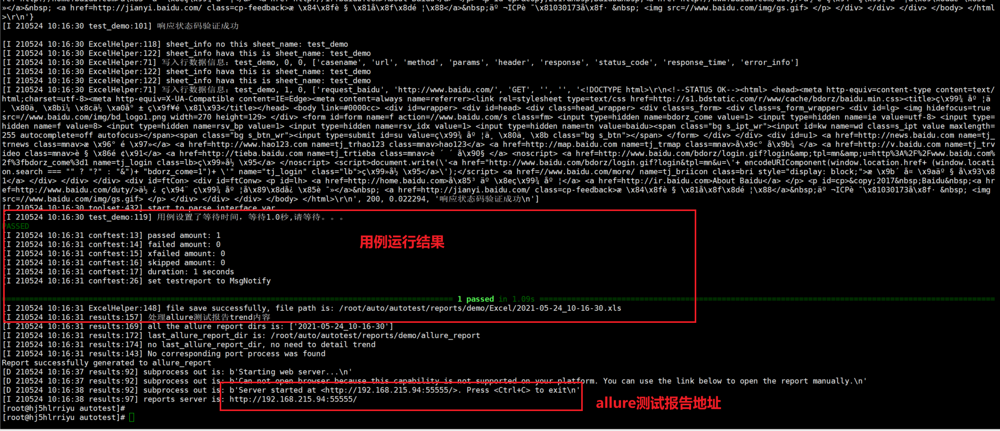 »</a>&nbsp; <a href=http://jianyi.baidu.com/ class=cp-feedback>æ \x84\x8fè § \x81å\x8f\x8dé ¦\x88</a>&nbsp;äº ¬ICPè ¯\x81030173å\x8f· &nbsp; <img src=//www.baidu.com/img/gs.gif> </p> </div> </div> </div> </body> </html
>\r\n'}
[I 210524 10:16:30 test_demo:101] 响应状态码验证成功
[I 210524 10:16:30 ExcelHelper:118] sheet_info no this sheet_name: test_demo
[I 210524 10:16:30 ExcelHelper:122] sheet_info hava this is sheet_name: test_demo
[I 210524 10:16:30 ExcelHelper:71] 写入行数据信息: test_demo, 0, 0, ['casename', 'url', 'method', 'params', 'header', 'response', 'status_code', 'response_time', 'error_info']
[I 210524 10:16:30 ExcelHelper:122] sheet_info hava this is sheet_name: test_demo
[I 210524 10:16:30 ExcelHelper:122] sheet_info hava this is sheet_name: test_demo
[I 210524 10:16:30 ExcelHelper:71] 写入行数据信息: test_demo, 1, 0, ['request_baidu', 'http://www.baidu.com/', 'GET', '', '', '<!DOCTYPE html>\r\n<!--STATUS OK--><html> <head><meta http-equiv=content-type content=text/
html;charset=utf-8><meta http-equiv=X-UA-Compatible content=IE=Edge><meta content=always name=referrer><link rel=stylesheet type=text/css href=http://s1.bdstatic.com/r/www/cache/bdorz/baidu.min.css><title>ç\x99¾ åº ¦ä
¸ \x80ä¸ \x8bï¼ \x8cä½ \xa0å° ± ç\x9f¥é \x81\x93</title></head> <body link=#0000cc> <div id=wrapper> <div id=head> <div class=head_wrapper> <div class=s_form> <div class=s_form_wrapper> <div id=lg> <img hidefocus=true
src=//www.baidu.com/img/bd_logo1.png width=270 height=129> </div> <form id=form name=f action=//www.baidu.com/s class=fm> <input type=hidden name=bdorz_come value=1> <input type=hidden name=ie value=utf-8> <input type=
hidden name=f value=8> <input type=hidden name=rsv_bp value=1> <input type=hidden name=rsv_idx value=1> <input type=hidden name=tn value=baidu><span class="bg s_ipt_wr"><input id=kw name=wd class=s_ipt value maxlength=
255 autocomplete=off autofocus></span><span class="bg s_btn_wr"><input type=submit id=su value=ç\x99¾ åº ¦ä¸ \x80ä¸ \x8b class="bg s_btn"></span> </form> </div> </div> <div id=u1> <a href=http://news.baidu.com name=tj_
trnews class=mnav>æ \x96° é \x97»</a> <a href=http://www.hao123.com name=tj_trhao123 class=mnav>hao123</a> <a href=http://map.baidu.com name=tj_trmap class=mnav>å\x9c° å\x9b¾ </a> <a href=http://v.baidu.com name=tj_trv
ideo class=mnav>è § \x86é ¢\x91</a> <a href=http://tieba.baidu.com name=tj_trtieba class=mnav>è ´ ´ å\x90§ </a> <noscript> <a href=http://www.baidu.com/bdorz/login.gif?login&amp;tpl=mn&amp;u=http%3A%2F%2Fwww.baidu.com%
2f%3fbdorz_come%3d1 name=tj_login class=lb>ç\x99»å½ \x95</a> </noscript> <script>document.write(\'<a href="http://www.baidu.com/bdorz/login.gif?login&tpl=mn&u=\'+ encodeURIComponent(window.location.href+ (window.locati
on.search === "" ? "?" : "&")+ "bdorz_come=1")+ \'" name="tj_login" class="lb">ç\x99»å½ \x95</a>\');</script> <a href=//www.baidu.com/more/ name=tj_briicon class=bri style="display: block;">æ \x9b´ å¤ \x9aäº § å\x93\x8
1</a> </div> </div> </div> <div id=ftCon> <div id=ftConw> <p id=lh> <a href=http://home.baidu.com>å\x85³ äº \x8eç\x99¾ åº ¦</a> <a href=http://ir.baidu.com>About Baidu</a> </p> <p id=cp>&copy;2017&nbsp;Baidu&nbsp;<a hr
ef=http://www.baidu.com/duty/>ä½ ¿ ç\x94¨ ç\x99¾ åº ¦å\x89\x8då¿ \x85è ¯»</a>&nbsp; <a href=http://jianyi.baidu.com/ class=cp-feedback>æ \x84\x8fè § \x81å\x8f\x8dé ¦\x88</a>&nbsp;äº ¬ICPè ¯\x81030173å\x8f· &nbsp; <img
src=//www.baidu.com/img/gs.gif> </p> </div> </div> </div> </body> </html>\r\n', 200, 0.022294, '响应状态码验证成功\n']
[I 210524 10:16:30 toolset:432] start to parse interface var
[I 210524 10:16:30 test_demo:119] 用例设置了等待时间，等待1.0秒,请等待。。。
PASSED
[I 210524 10:16:31 conftest:13] passed amount: 1
[I 210524 10:16:31 conftest:14] failed amount: 0
[I 210524 10:16:31 conftest:15] xfailed amount: 0
[I 210524 10:16:31 conftest:16] skipped amount: 0
[I 210524 10:16:31 conftest:17] duration: 1 seconds
[I 210524 10:16:31 conftest:26] set testreport to MsgNotify
用例运行结果
1 passed in 1.09s
[I 210524 10:16:31 ExcelHelper:148] file save successfully, file path is: /root/auto/autotest/reports/demo/Excel/2021-05-24_10-16-30.xls
[I 210524 10:16:31 results:157] 处理allure测试报告trend内容
[I 210524 10:16:31 results:169] all the allure report dirs is: ['2021-05-24_10-16-30']
[I 210524 10:16:31 results:172] last_allure_report_dir is: /root/auto/autotest/reports/demo/allure_report
[I 210524 10:16:31 results:174] no last_allure_report_dir, no need to detail trend
[I 210524 10:16:31 results:143] No corresponding port process was found
Report successfully generated to allure_report
[D 210524 10:16:37 results:92] subprocess out is: b'Starting web server...\n'
[D 210524 10:16:37 results:92] subprocess out is: b'Can not open browser because this capability is not supported on your platform. You can use the link below to open the report manually.\n'
[D 210524 10:16:38 results:92] subprocess out is: b'Server started at <http://192.168.215.94:55555/>. Press <Ctrl+C> to exit\n'
[I 210524 10:16:38 results:97] reports server is: http://192.168.215.94:55555/
allure测试报告地址
[root@hj5hlrriyu autotest]#
[root@hj5hlrriyu autotest]#